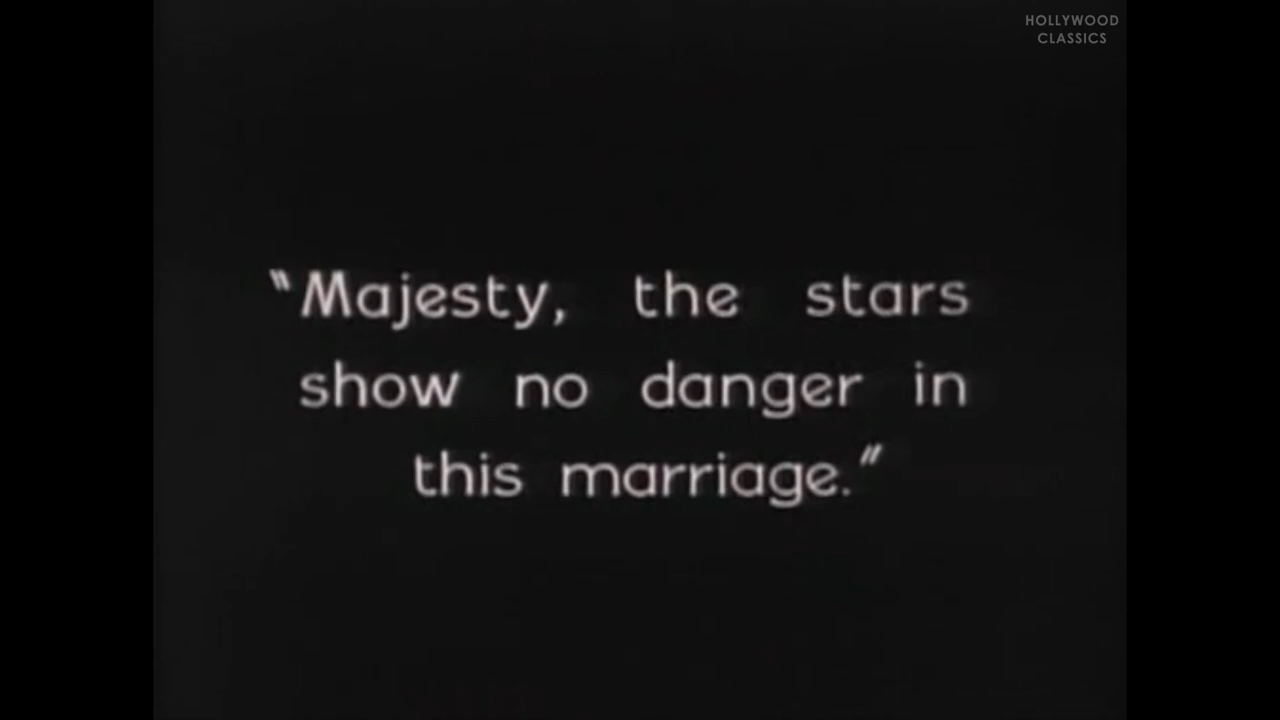 HOLLYWOOD
CLASSICS
"Majesty, the stars
show no danger in
this marriage."